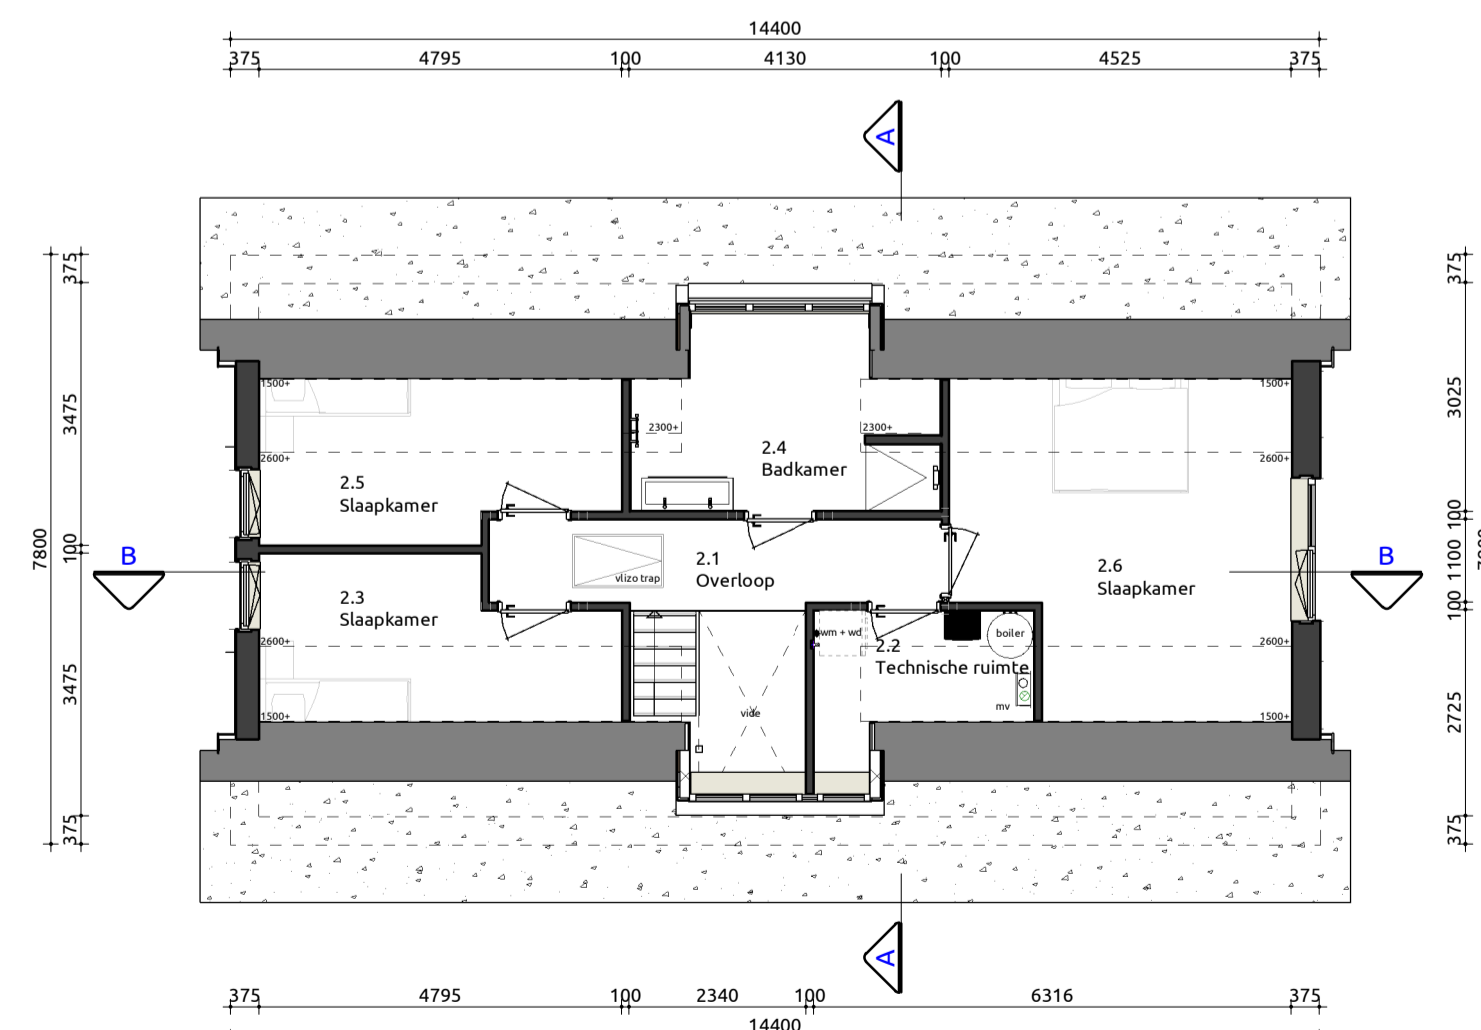 14400
375 4795 100 4130 100 4525 375
A
375
375
1500+
1500+
3475
3025
2300+
2300+
2.4
Badkamer
2600+
2600+
2.5
Slaapkamer
100
7800
100
1100
100
B
B
2.1
Overloop
vlizo trap
2.6
Slaapkamer
2.3
Slaapkamer
wm + wd
boiler
2.2
Technische ruimte
2600+
2600+
3475
2725
mv
vide
1500+
1500+
375
375
A
375 4795 100 2340 100 6316 375
14400